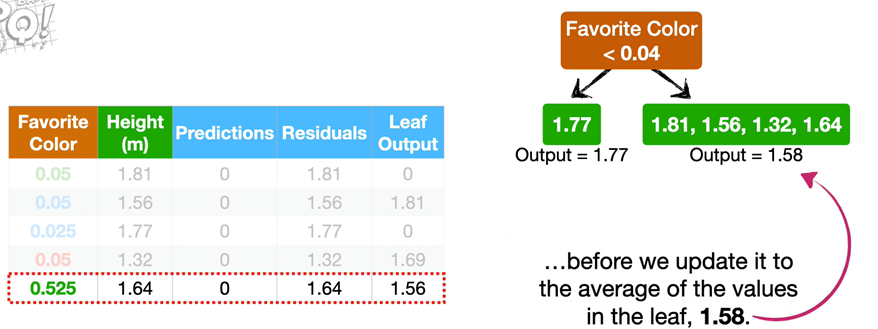 PQ!
Favorite Color
< 0.04
1.77
1.81, 1.56, 1.32, 1.64
Output = 1.77
Output = 1.58
Favorite Color Height (m) Predictions Residuals Leaf Output
0.05 1.81 0 1.81 0
0.05 1.56 0 1.56 1.81
0.025 1.77 0 1.77 0
0.05 1.32 0 1.32 1.69
0.525 1.64 0 1.64 1.56
...before we update it to
the average of the values
in the leaf, 1.58.